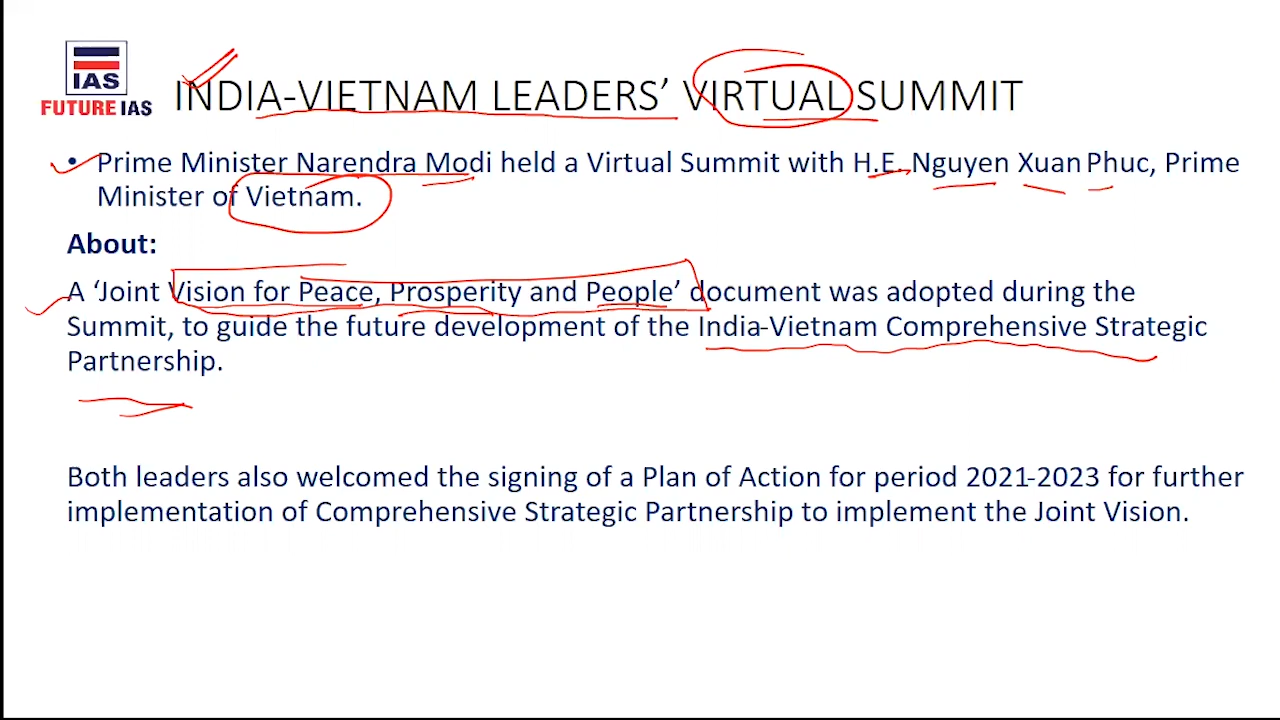 IAS
FUTURE IAS
INDIA-VIETNAM LEADERS’ VIRTUAL SUMMIT
• Prime Minister Narendra Modi held a Virtual Summit with H.E. Nguyen Xuan Phuc, Prime
Minister of Vietnam.
About:
A ‘Joint Vision for Peace, Prosperity and People’ document was adopted during the
Summit, to guide the future development of the India-Vietnam Comprehensive Strategic
Partnership.
Both leaders also welcomed the signing of a Plan of Action for period 2021-2023 for further
implementation of Comprehensive Strategic Partnership to implement the Joint Vision.